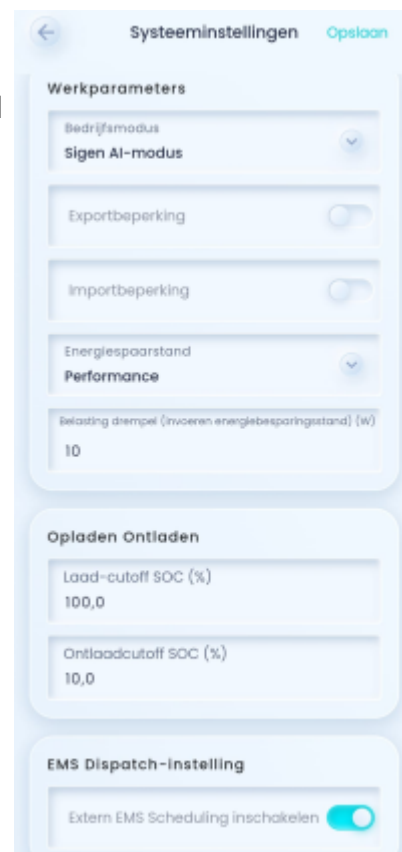 Systeeminstellingen Opslaan
Werkparameters
Bedrijfsmodus
Sigen AI-modus
Exportbeperking
Importbeperking
Energiespaarstand
Performance
Belasting drempel (invoeren energiebesparingsstand) (W)
10
Opladen Ontladen
Laad-cutoff SOC (%)
100,0
Ontlaadcutoff SOC (%)
10,0
EMS Dispatch-instelling
Extern EMS Scheduling inschakelen